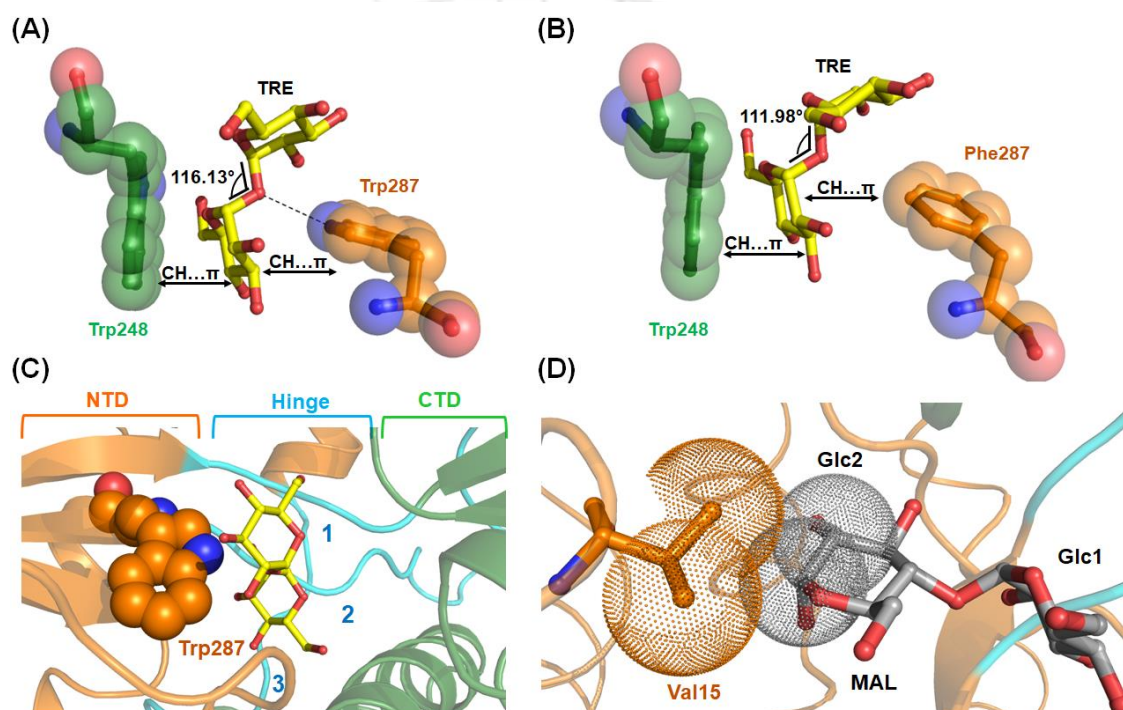 (A)
TRE
116.13°
Trp287
CH...π
CH...π
Trp248
(B)
TRE
111.98°
Phe287
CH...π
CH...π
Trp248
(C)
NTD Hinge CTD
1
2
Trp287
3
(D)
Glc2
Glc1
Val15
MAL